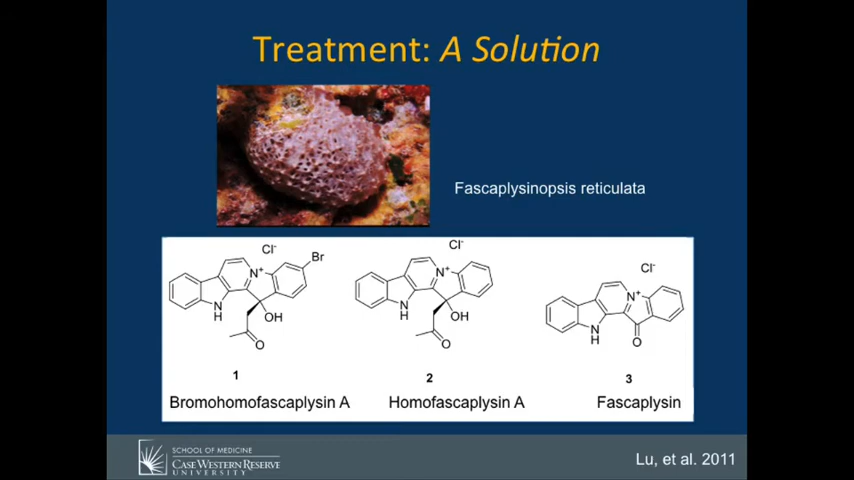 Treatment: A Solution
Fascaplysinopsis reticulata
Cl-
Br
N+
N
H
OH
O
1
Bromohomofascaplysin A
Cl-
N+
N
H
OH
O
2
Homofascaplysin A
Cl-
N+
N
H
O
3
Fascaplysin
SCHOOL OF MEDICINE
CASE WESTERN RESERVE
UNIVERSITY
Lu, et al. 2011